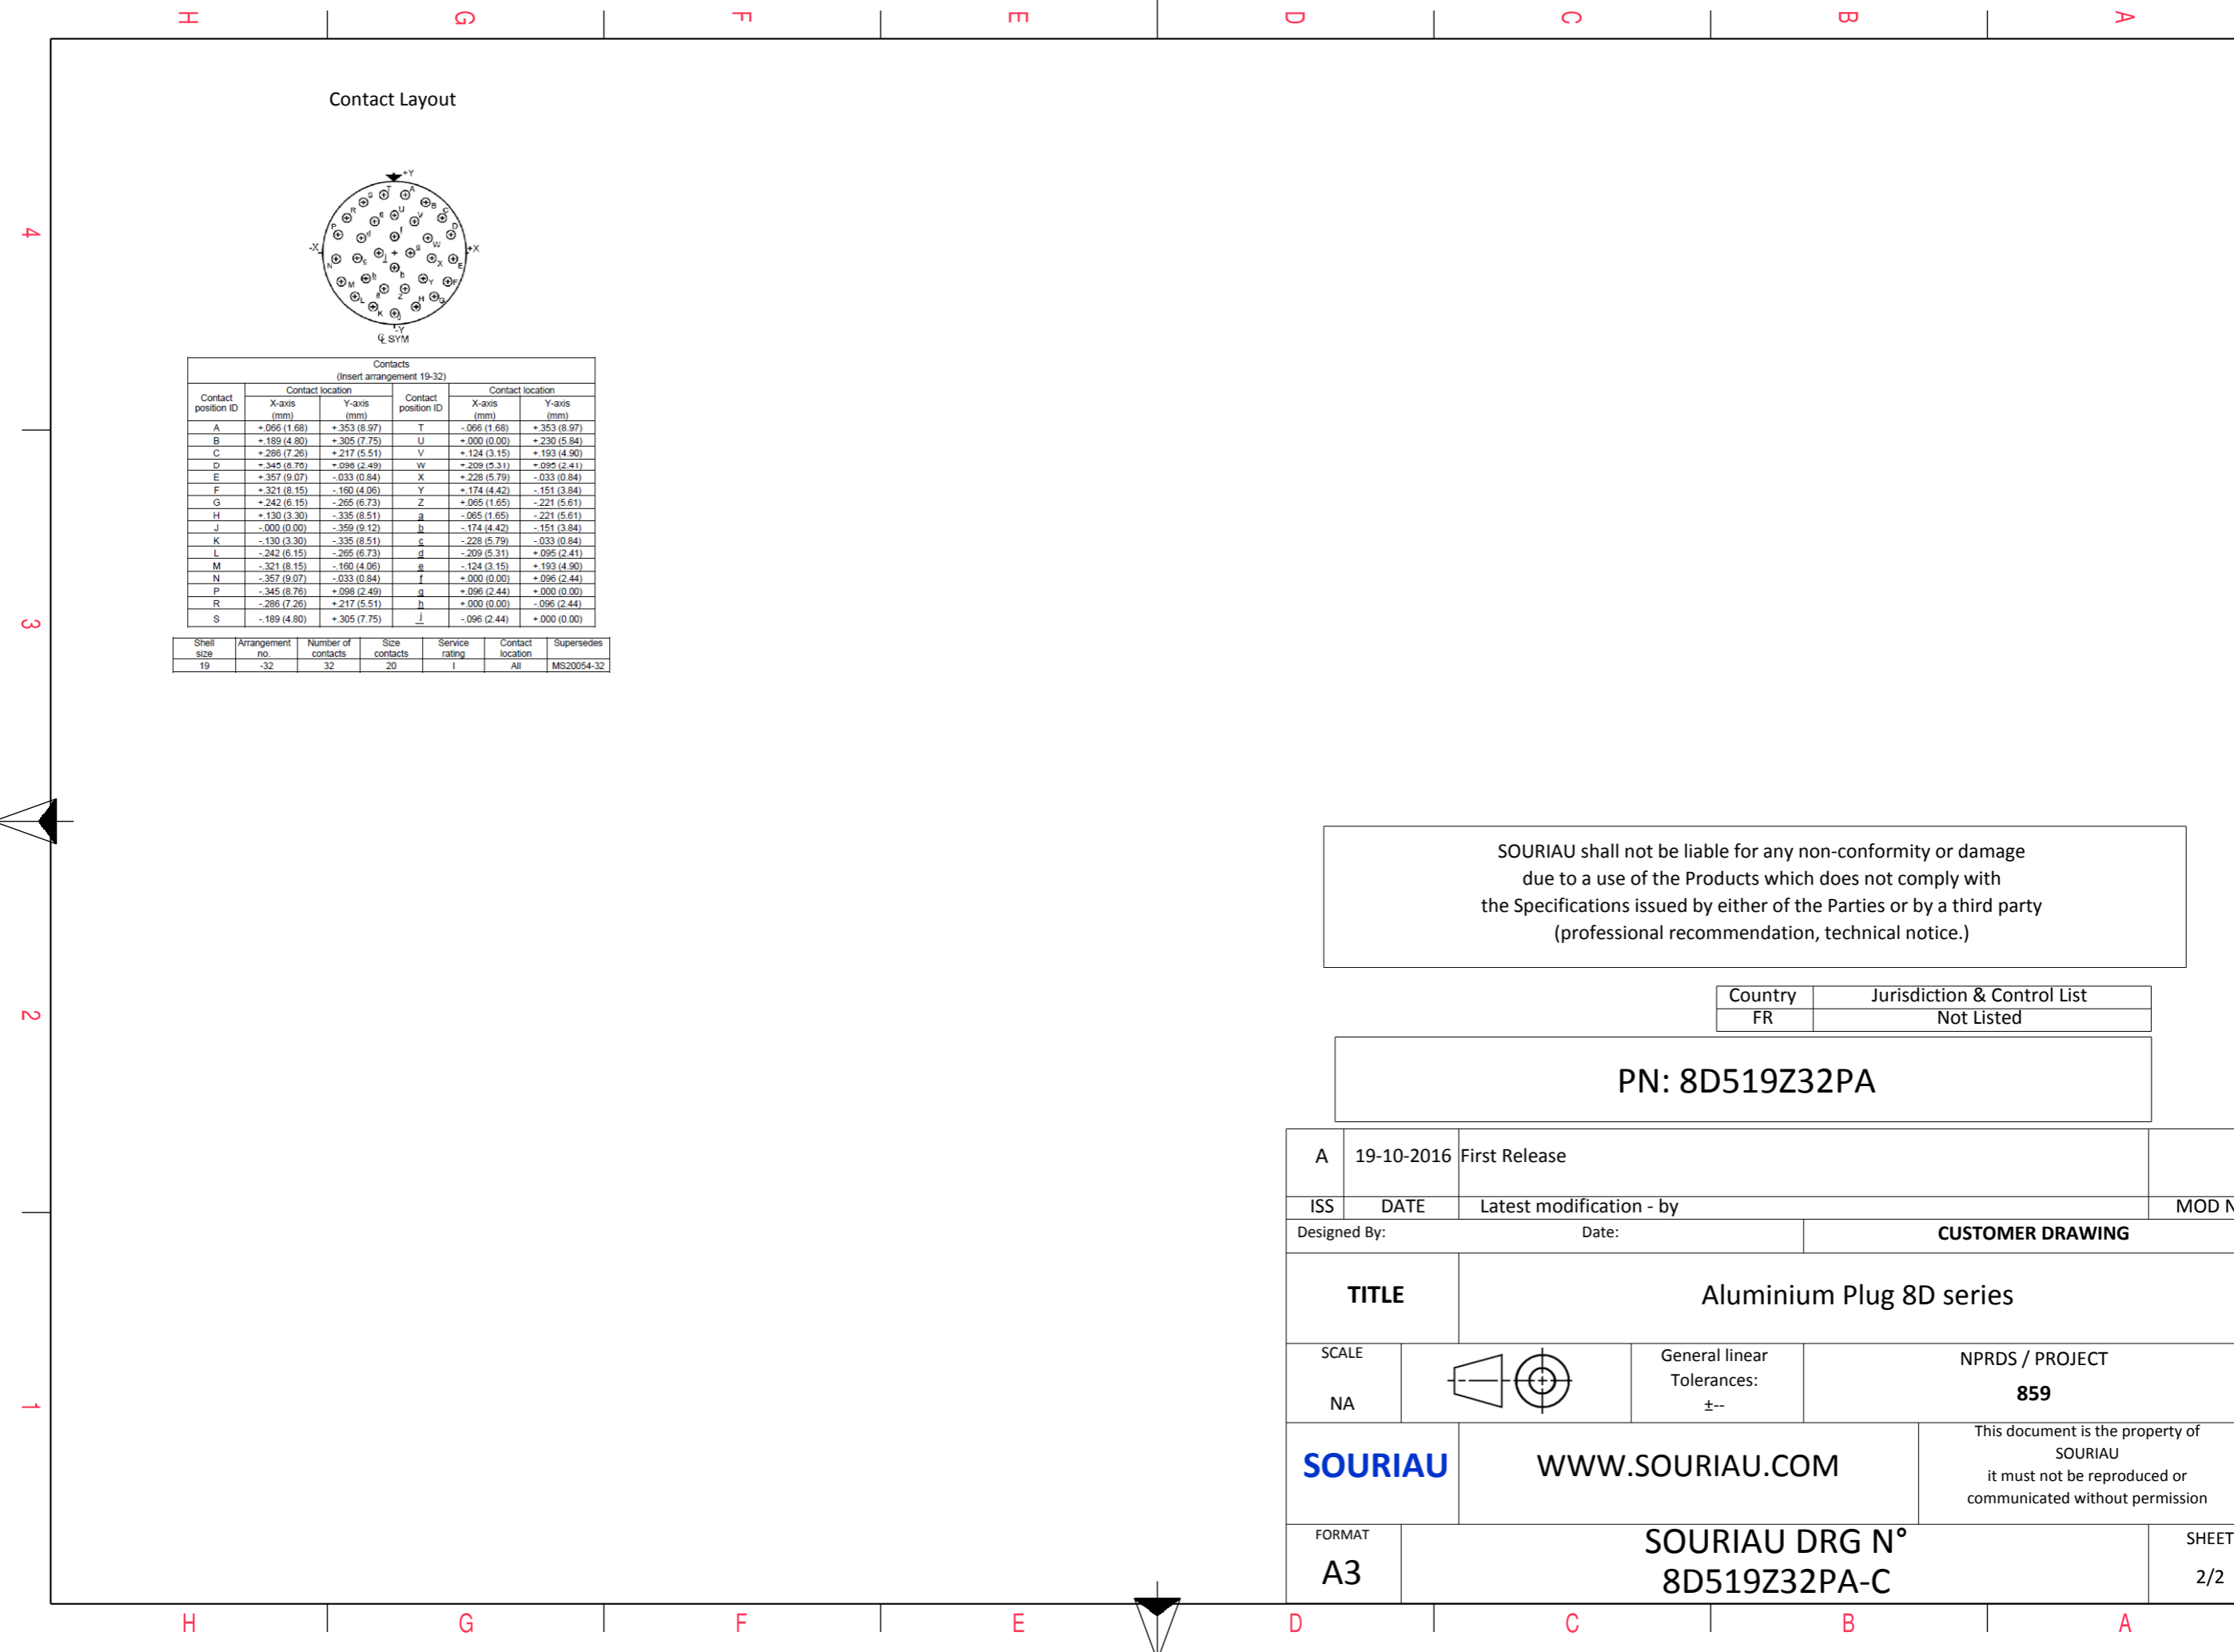 H G F E D C B A
Contact Layout
+Y
T A
S B
R e U V C
P d f W D
-X j g +X
N c X E
M b h Y F
L a Z H G
K J
-Y
℄ SYM
Contacts
(Insert arrangement 19-32)
Contact position ID | Contact location | Contact position ID | Contact location
X-axis (mm) | Y-axis (mm) | X-axis (mm) | Y-axis (mm)
A +.066 (1.68) +.353 (8.97) T -.066 (1.68) +.353 (8.97)
B +.189 (4.80) +.305 (7.75) U +.000 (0.00) +.230 (5.84)
C +.286 (7.26) +.217 (5.51) V +.124 (3.15) +.193 (4.90)
D +.345 (8.76) +.098 (2.49) W +.209 (5.31) +.095 (2.41)
E +.357 (9.07) -.033 (0.84) X +.228 (5.79) -.033 (0.84)
F +.321 (8.15) -.160 (4.06) Y +.174 (4.42) -.151 (3.84)
G +.242 (6.15) -.265 (6.73) Z +.065 (1.65) -.221 (5.61)
H +.130 (3.30) -.335 (8.51) a -.065 (1.65) -.221 (5.61)
J -.000 (0.00) -.359 (9.12) b -.174 (4.42) -.151 (3.84)
K -.130 (3.30) -.335 (8.51) c -.228 (5.79) -.033 (0.84)
L -.242 (6.15) -.265 (6.73) d -.209 (5.31) +.095 (2.41)
M -.321 (8.15) -.160 (4.06) e -.124 (3.15) +.193 (4.90)
N -.357 (9.07) -.033 (0.84) f +.000 (0.00) +.096 (2.44)
P -.345 (8.76) +.098 (2.49) g +.096 (2.44) +.000 (0.00)
R -.286 (7.26) +.217 (5.51) h +.000 (0.00) -.096 (2.44)
S -.189 (4.80) +.305 (7.75) j -.096 (2.44) +.000 (0.00)
Shell size | Arrangement no. | Number of contacts | Size contacts | Service rating | Contact location | Supersedes
19 -32 32 20 I All MS20054-32
4
3
2
1
SOURIAU shall not be liable for any non-conformity or damage
due to a use of the Products which does not comply with
the Specifications issued by either of the Parties or by a third party
(professional recommendation, technical notice.)
Country Jurisdiction & Control List
FR Not Listed
PN: 8D519Z32PA
A 19-10-2016 First Release
ISS DATE Latest modification - by MOD N
Designed By: Date: CUSTOMER DRAWING
TITLE Aluminium Plug 8D series
SCALE
NA
General linear
Tolerances:
±--
NPRDS / PROJECT
859
SOURIAU
WWW.SOURIAU.COM
This document is the property of
SOURIAU
it must not be reproduced or
communicated without permission
FORMAT
A3
SOURIAU DRG N°
8D519Z32PA-C
SHEET
2/2
H G F E D C B A